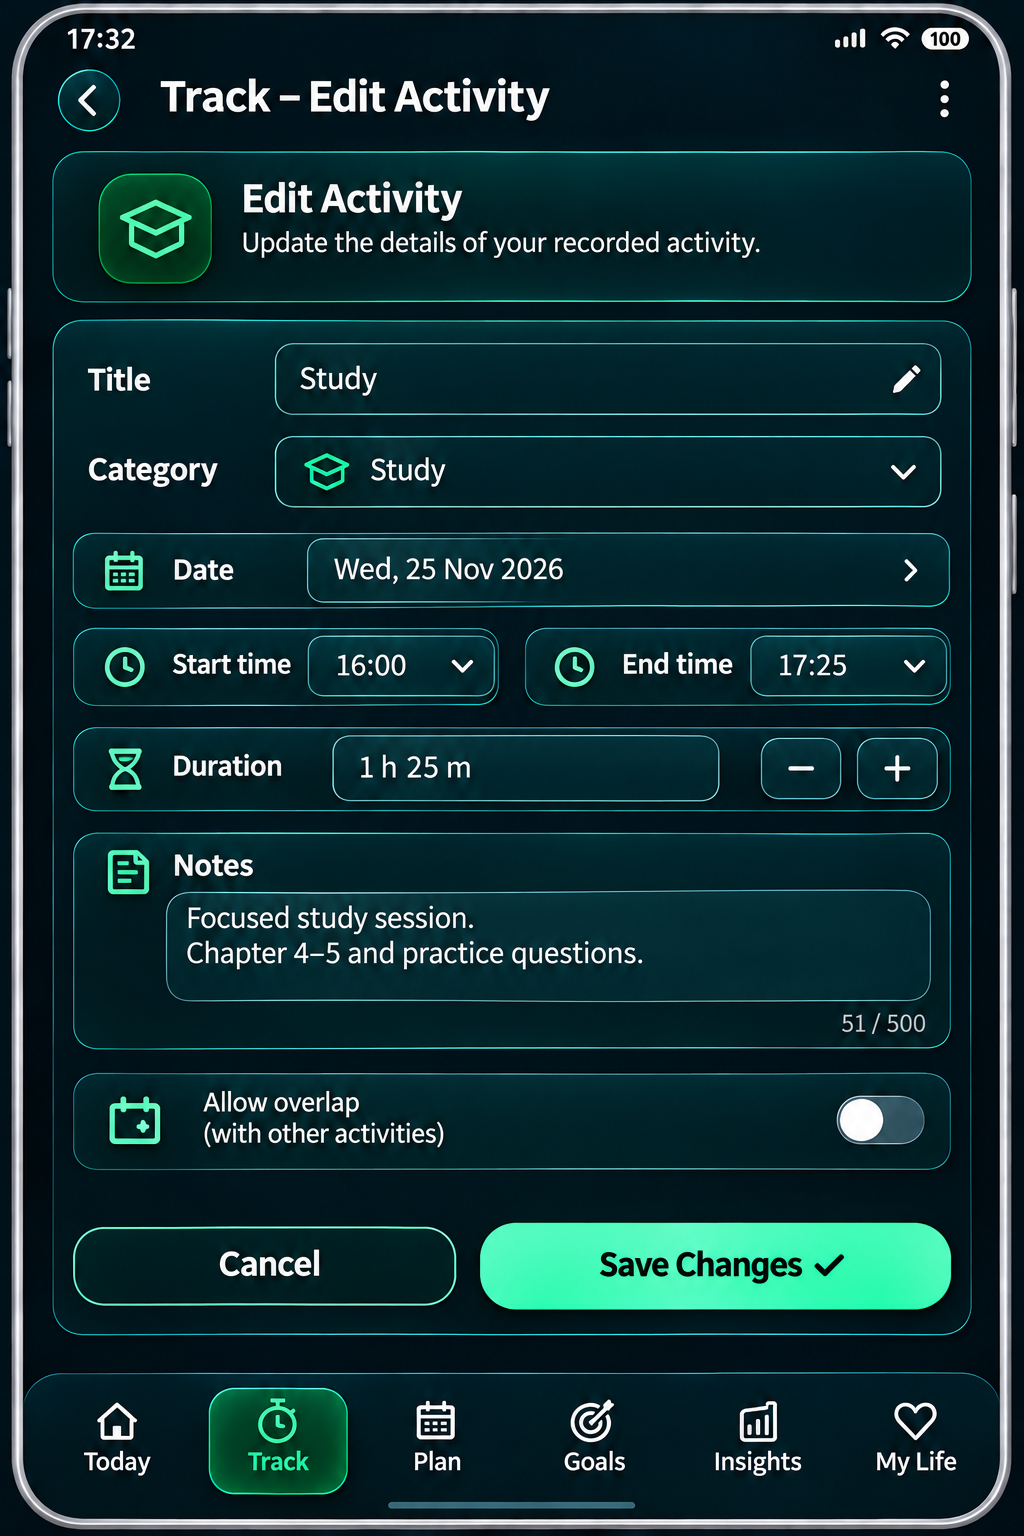 17:32
100
Track – Edit Activity
Edit Activity
Update the details of your recorded activity.
Title
Study
Category
Study
Date
Wed, 25 Nov 2026
Start time
16:00
End time
17:25
Duration
1 h 25 m
Notes
Focused study session.
Chapter 4–5 and practice questions.
51 / 500
Allow overlap
(with other activities)
Cancel
Save Changes
Today
Track
Plan
Goals
Insights
My Life